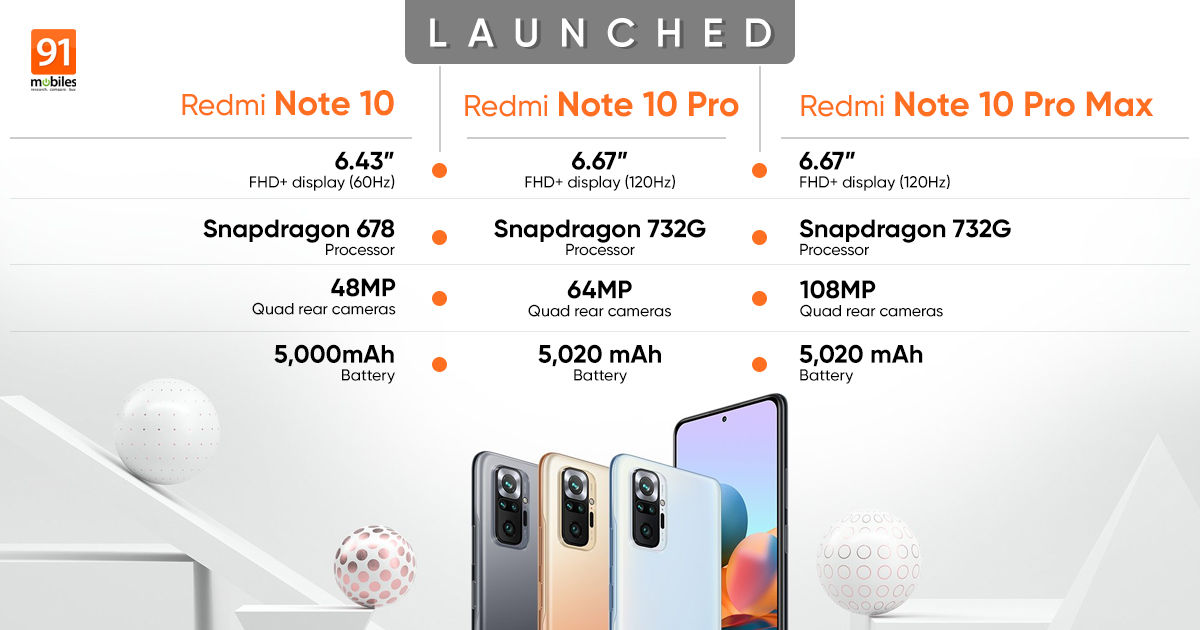 LAUNCHED
91
mobiles
research. compare. buy.
Redmi Note 10
Redmi Note 10 Pro
Redmi Note 10 Pro Max
6.43”
FHD+ display (60Hz)
6.67”
FHD+ display (120Hz)
6.67”
FHD+ display (120Hz)
Snapdragon 678
Processor
Snapdragon 732G
Processor
Snapdragon 732G
Processor
48MP
Quad rear cameras
64MP
Quad rear cameras
108MP
Quad rear cameras
5,000mAh
Battery
5,020 mAh
Battery
5,020 mAh
Battery